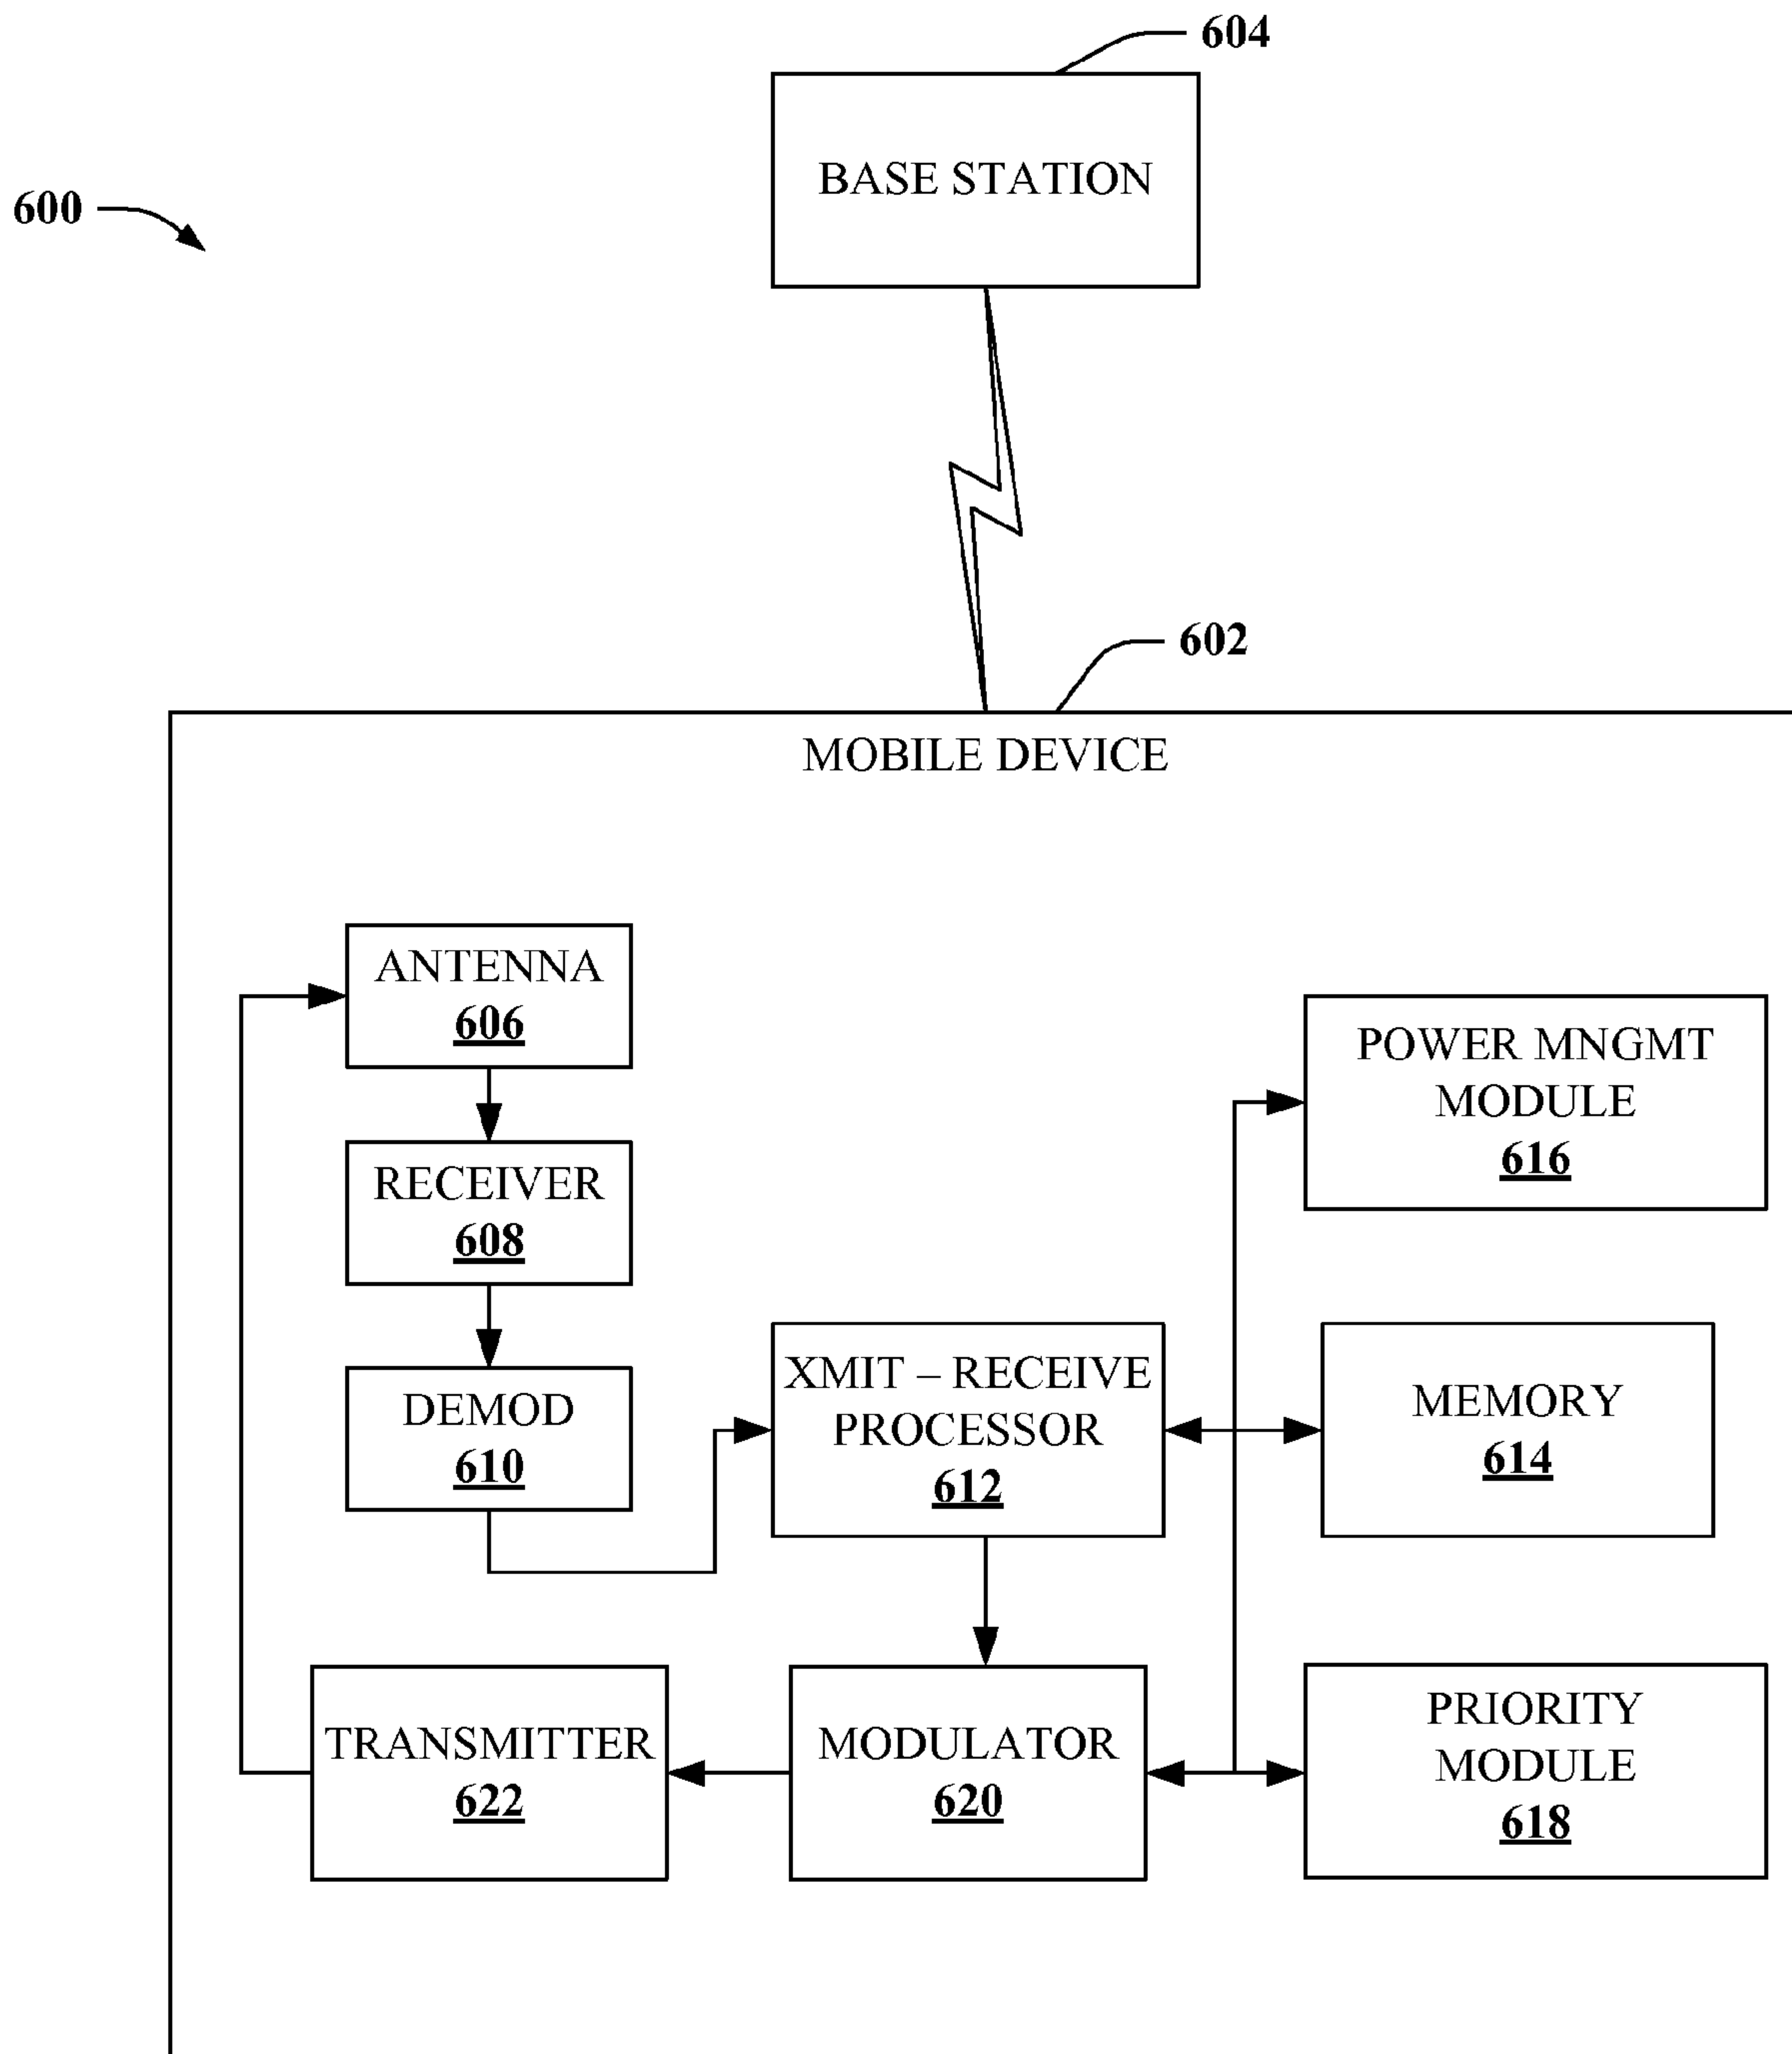 604
BASE STATION
600
602
MOBILE DEVICE
ANTENNA
606
RECEIVER
608
DEMOD
610
XMIT – RECEIVE
PROCESSOR
612
POWER MNGMT
MODULE
616
MEMORY
614
TRANSMITTER
622
MODULATOR
620
PRIORITY
MODULE
618